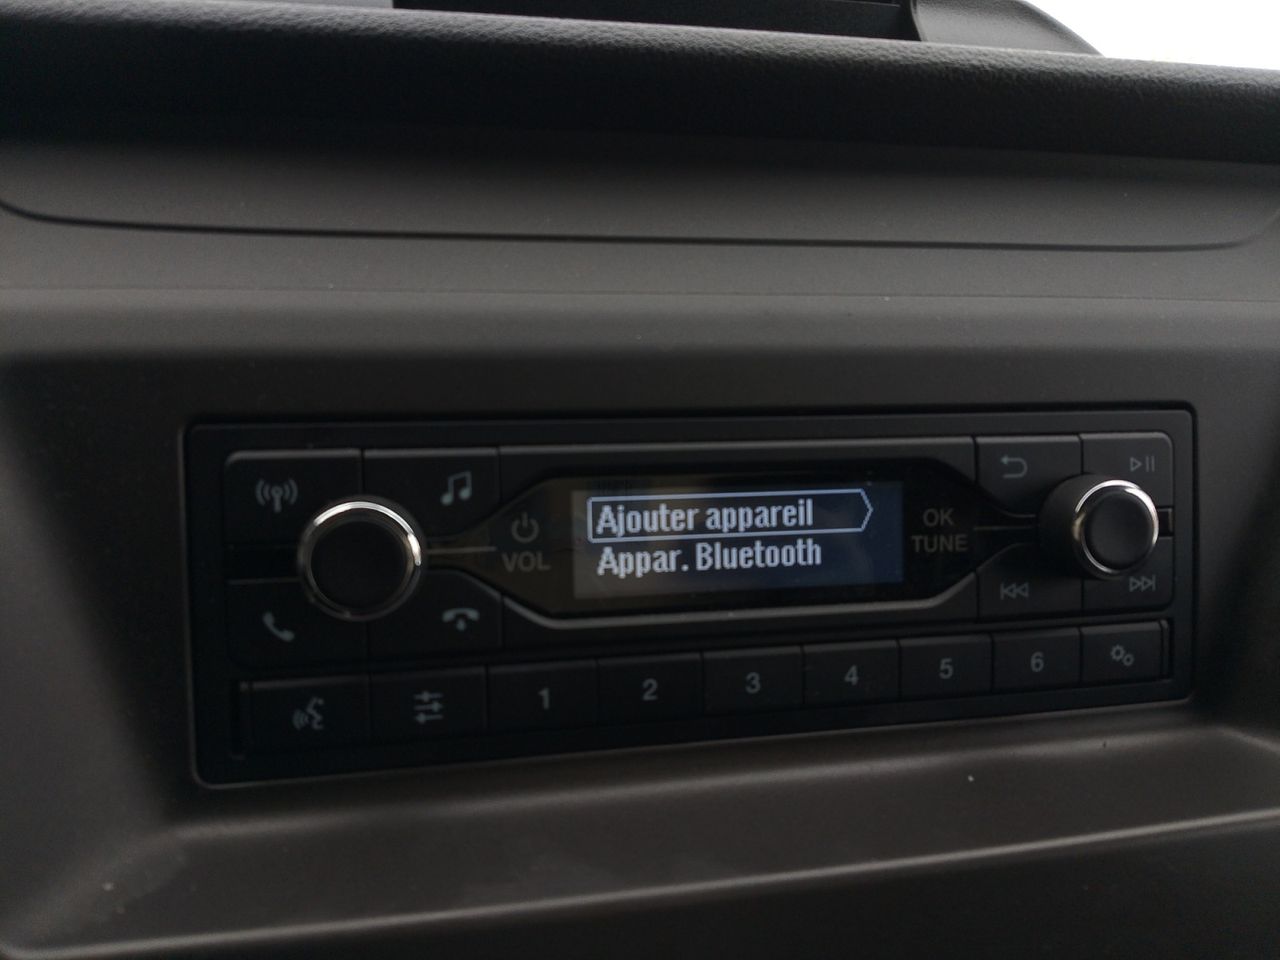 Ajouter appareil
Appar. Bluetooth
VOL
OK
TUNE
1 2 3 4 5 6